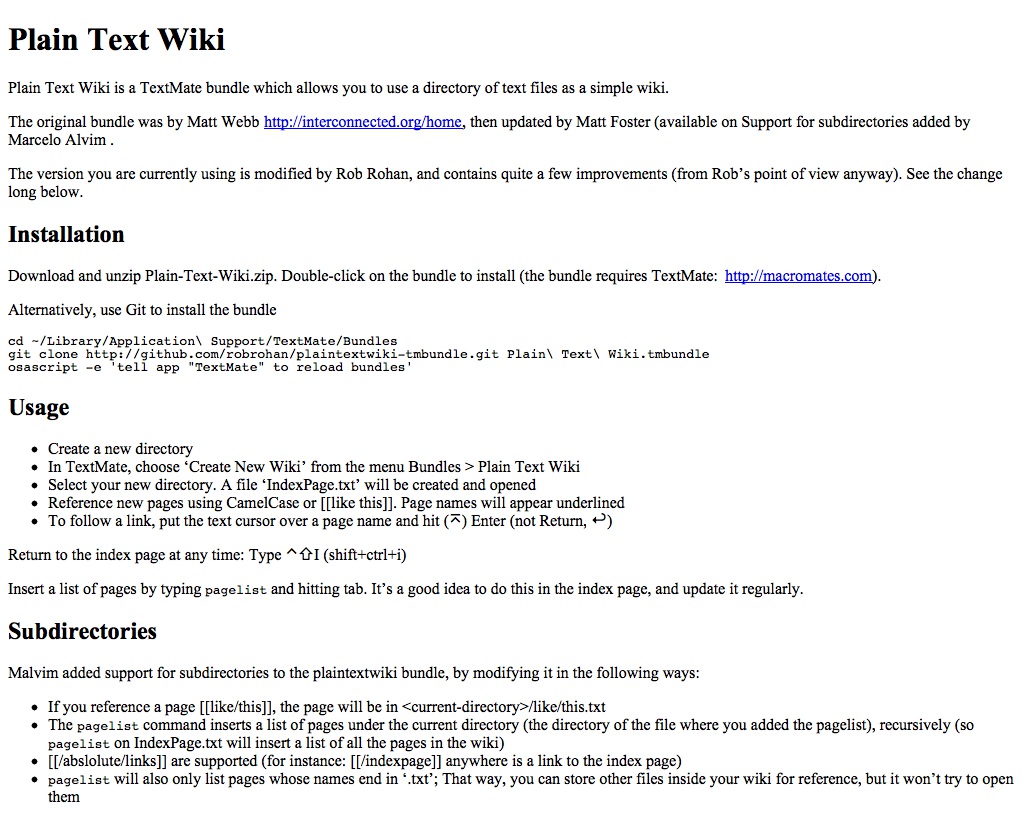 Plain Text Wiki
Plain Text Wiki is a TextMate bundle which allows you to use a directory of text files as a simple wiki.
The original bundle was by Matt Webb http://interconnected.org/home, then updated by Matt Foster (available on Support for subdirectories added by
Marcelo Alvim .
The version you are currently using is modified by Rob Rohan, and contains quite a few improvements (from Rob’s point of view anyway). See the change
long below.
Installation
Download and unzip Plain-Text-Wiki.zip. Double-click on the bundle to install (the bundle requires TextMate: http://macromates.com).
Alternatively, use Git to install the bundle
cd ~/Library/Application\ Support/TextMate/Bundles
git clone http://github.com/robrohan/plaintextwiki-tmbundle.git Plain\ Text\ Wiki.tmbundle
osascript -e 'tell app "TextMate" to reload bundles'
Usage
• Create a new directory
• In TextMate, choose ‘Create New Wiki’ from the menu Bundles > Plain Text Wiki
• Select your new directory. A file ‘IndexPage.txt’ will be created and opened
• Reference new pages using CamelCase or [[like this]]. Page names will appear underlined
• To follow a link, put the text cursor over a page name and hit (⌅) Enter (not Return, ↩)
Return to the index page at any time: Type ⌃⇧I (shift+ctrl+i)
Insert a list of pages by typing pagelist and hitting tab. It’s a good idea to do this in the index page, and update it regularly.
Subdirectories
Malvim added support for subdirectories to the plaintextwiki bundle, by modifying it in the following ways:
• If you reference a page [[like/this]], the page will be in <current-directory>/like/this.txt
• The pagelist command inserts a list of pages under the current directory (the directory of the file where you added the pagelist), recursively (so
pagelist on IndexPage.txt will insert a list of all the pages in the wiki)
• [[/abslolute/links]] are supported (for instance: [[/indexpage]] anywhere is a link to the index page)
• pagelist will also only list pages whose names end in ‘.txt’; That way, you can store other files inside your wiki for reference, but it won’t try to open
them